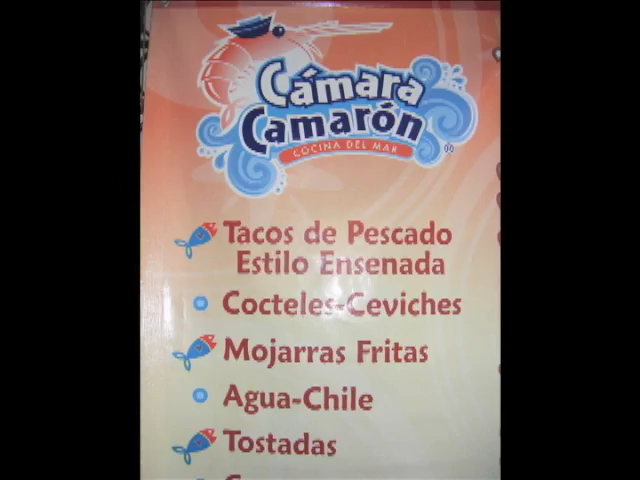 Cámara
Camarón
COCINA DEL MAR
®
Tacos de Pescado
Estilo Ensenada
Cocteles-Ceviches
Mojarras Fritas
Agua-Chile
Tostadas